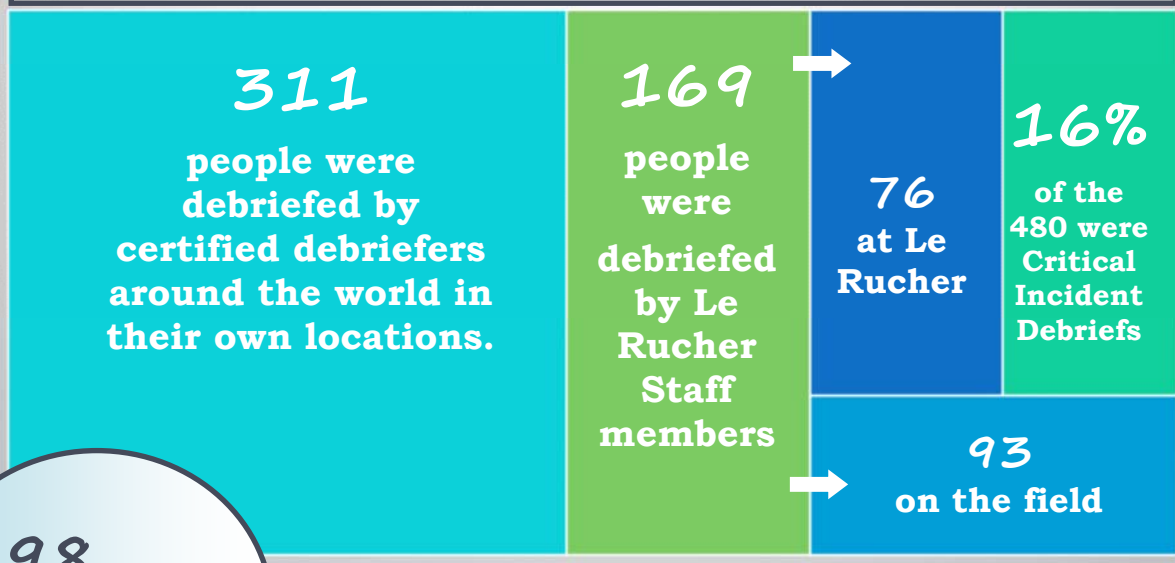 311
people were
debriefed by
certified debriefers
around the world in
their own locations.
169
people
were
debriefed
by Le
Rucher
Staff
members
76
at Le
Rucher
16%
of the
480 were
Critical
Incident
Debriefs
93
on the field
98